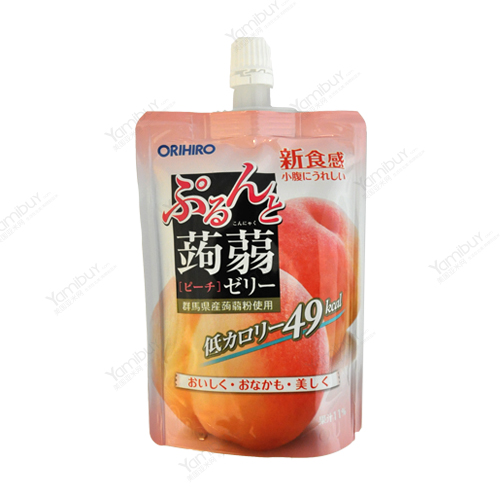 ORIHIRO
新食感
小腹にうれしい
ぷるんと
こんにゃく
蒟蒻
[ピーチ]ゼリー
群馬県産蒟蒻粉使用
低カロリー49kcal
おいしく・おなかも・美しく
Yamibuy